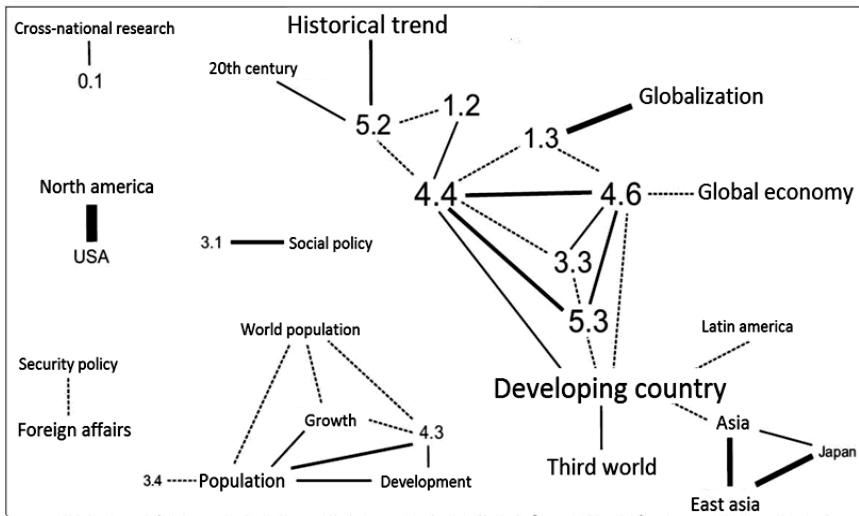 Cross-national research
Historical trend
20th century
0.1
Globalization
1.2
5.2
1.3
North america
4.4
4.6
Global economy
3.1
Social policy
USA
3.3
5.3
World population
Latin america
Security policy
Developing country
Growth
Asia
Foreign affairs
4.3
Japan
Third world
3.4
Population
Development
East asia